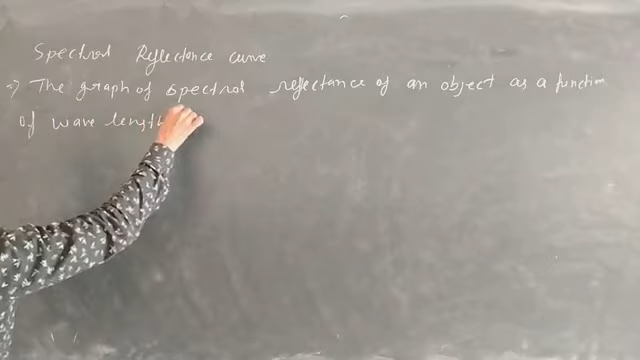 Spectral Reflectance curve
⇒ The graph of spectral reflectance of an object as a function
of wave length